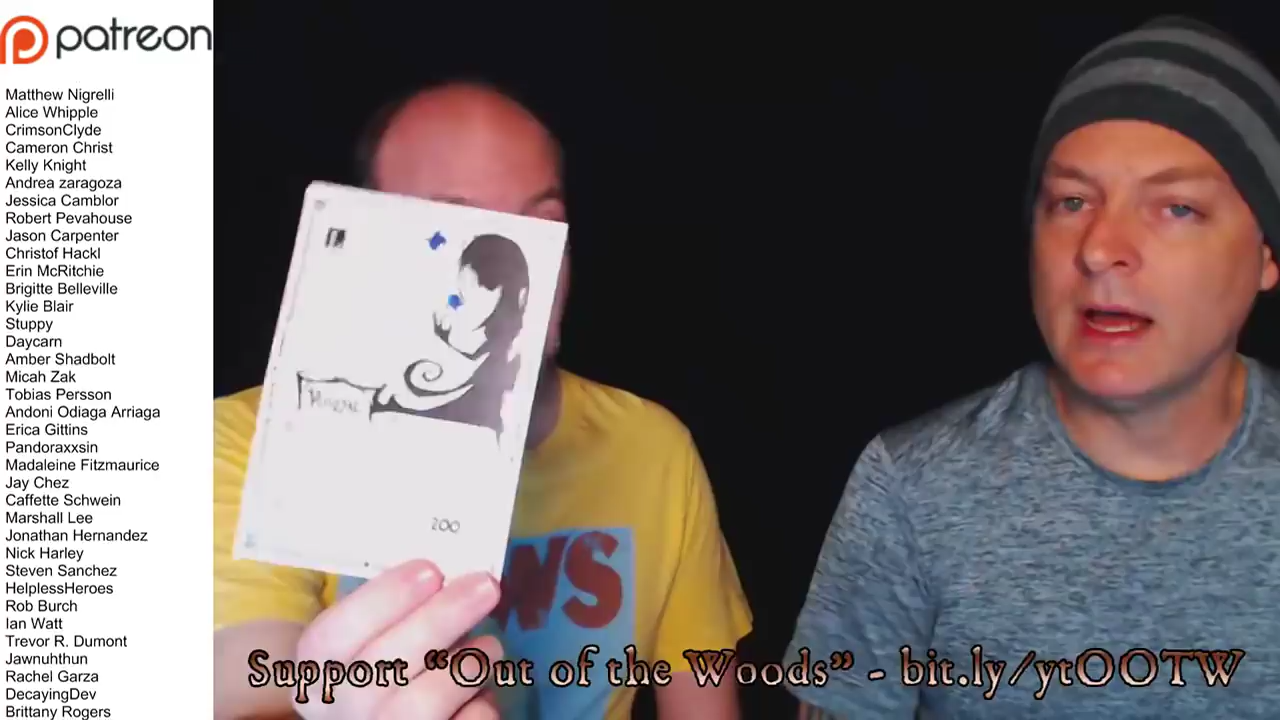 patreon
Matthew Nigrelli
Alice Whipple
CrimsonClyde
Cameron Christ
Kelly Knight
Andrea zaragoza
Jessica Camblor
Robert Pevahouse
Jason Carpenter
Christof Hackl
Erin McRitchie
Brigitte Belleville
Kylie Blair
Stuppy
Daycarn
Amber Shadbolt
Micah Zak
Tobias Persson
Andoni Odiaga Arriaga
Erica Gittins
Pandoraxxsin
Madaleine Fitzmaurice
Jay Chez
Caffette Schwein
Marshall Lee
Jonathan Hernandez
Nick Harley
Steven Sanchez
HelplessHeroes
Rob Burch
Ian Watt
Trevor R. Dumont
Jawnuhthun
Rachel Garza
DecayingDev
Brittany Rogers
200
Support “Out of the Woods” - bit.ly/ytOOTW